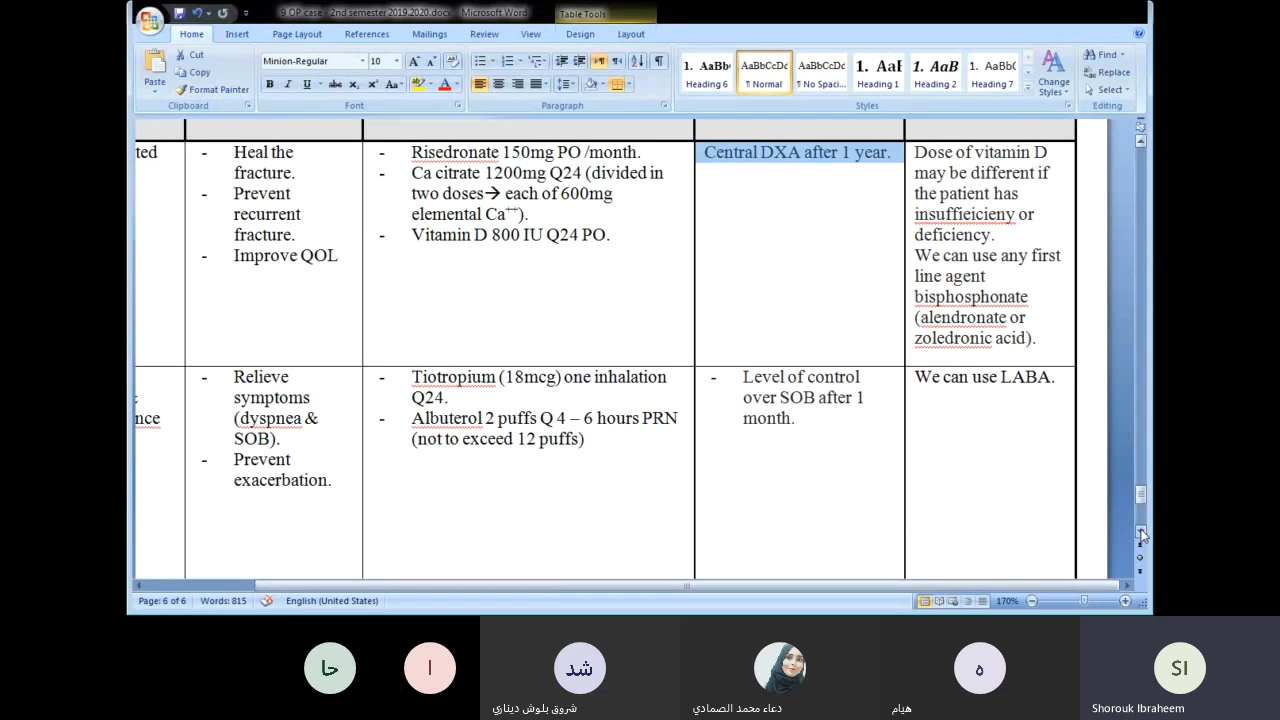 9 OP case - 2nd semester 2019.2020.docx - Microsoft Word
Table Tools
Home Insert Page Layout References Mailings Review View Design Layout
Paste
Cut
Copy
Format Painter
Clipboard
Minion-Regular 10
Font
Paragraph
1. AaBb( AaBbCcDc AaBbCcDc 1. AaB 1. AaB 1. AaBbC
Heading 6 ¶ Normal ¶ No Spaci... Heading 1 Heading 2 Heading 7
Change Styles
Styles
Find
Replace
Select
Editing
ted
- Heal the
fracture.
- Prevent
recurrent
fracture.
- Improve QOL
- Risedronate 150mg PO /month.
- Ca citrate 1200mg Q24 (divided in
two doses→ each of 600mg
elemental Ca++).
- Vitamin D 800 IU Q24 PO.
Central DXA after 1 year.
Dose of vitamin D
may be different if
the patient has
insuffieicieny or
deficiency.
We can use any first
line agent
bisphosphonate
(alendronate or
zoledronic acid).
nce
- Relieve
symptoms
(dyspnea &
SOB).
- Prevent
exacerbation.
- Tiotropium (18mcg) one inhalation
Q24.
- Albuterol 2 puffs Q 4 – 6 hours PRN
(not to exceed 12 puffs)
- Level of control
over SOB after 1
month.
We can use LABA.
Page: 6 of 6 Words: 815 English (United States) 170%
حا
ا
شد
ه
SI
شروق بلوش ديناري
دعاء محمد الصمادي
هيام
Shorouk Ibraheem